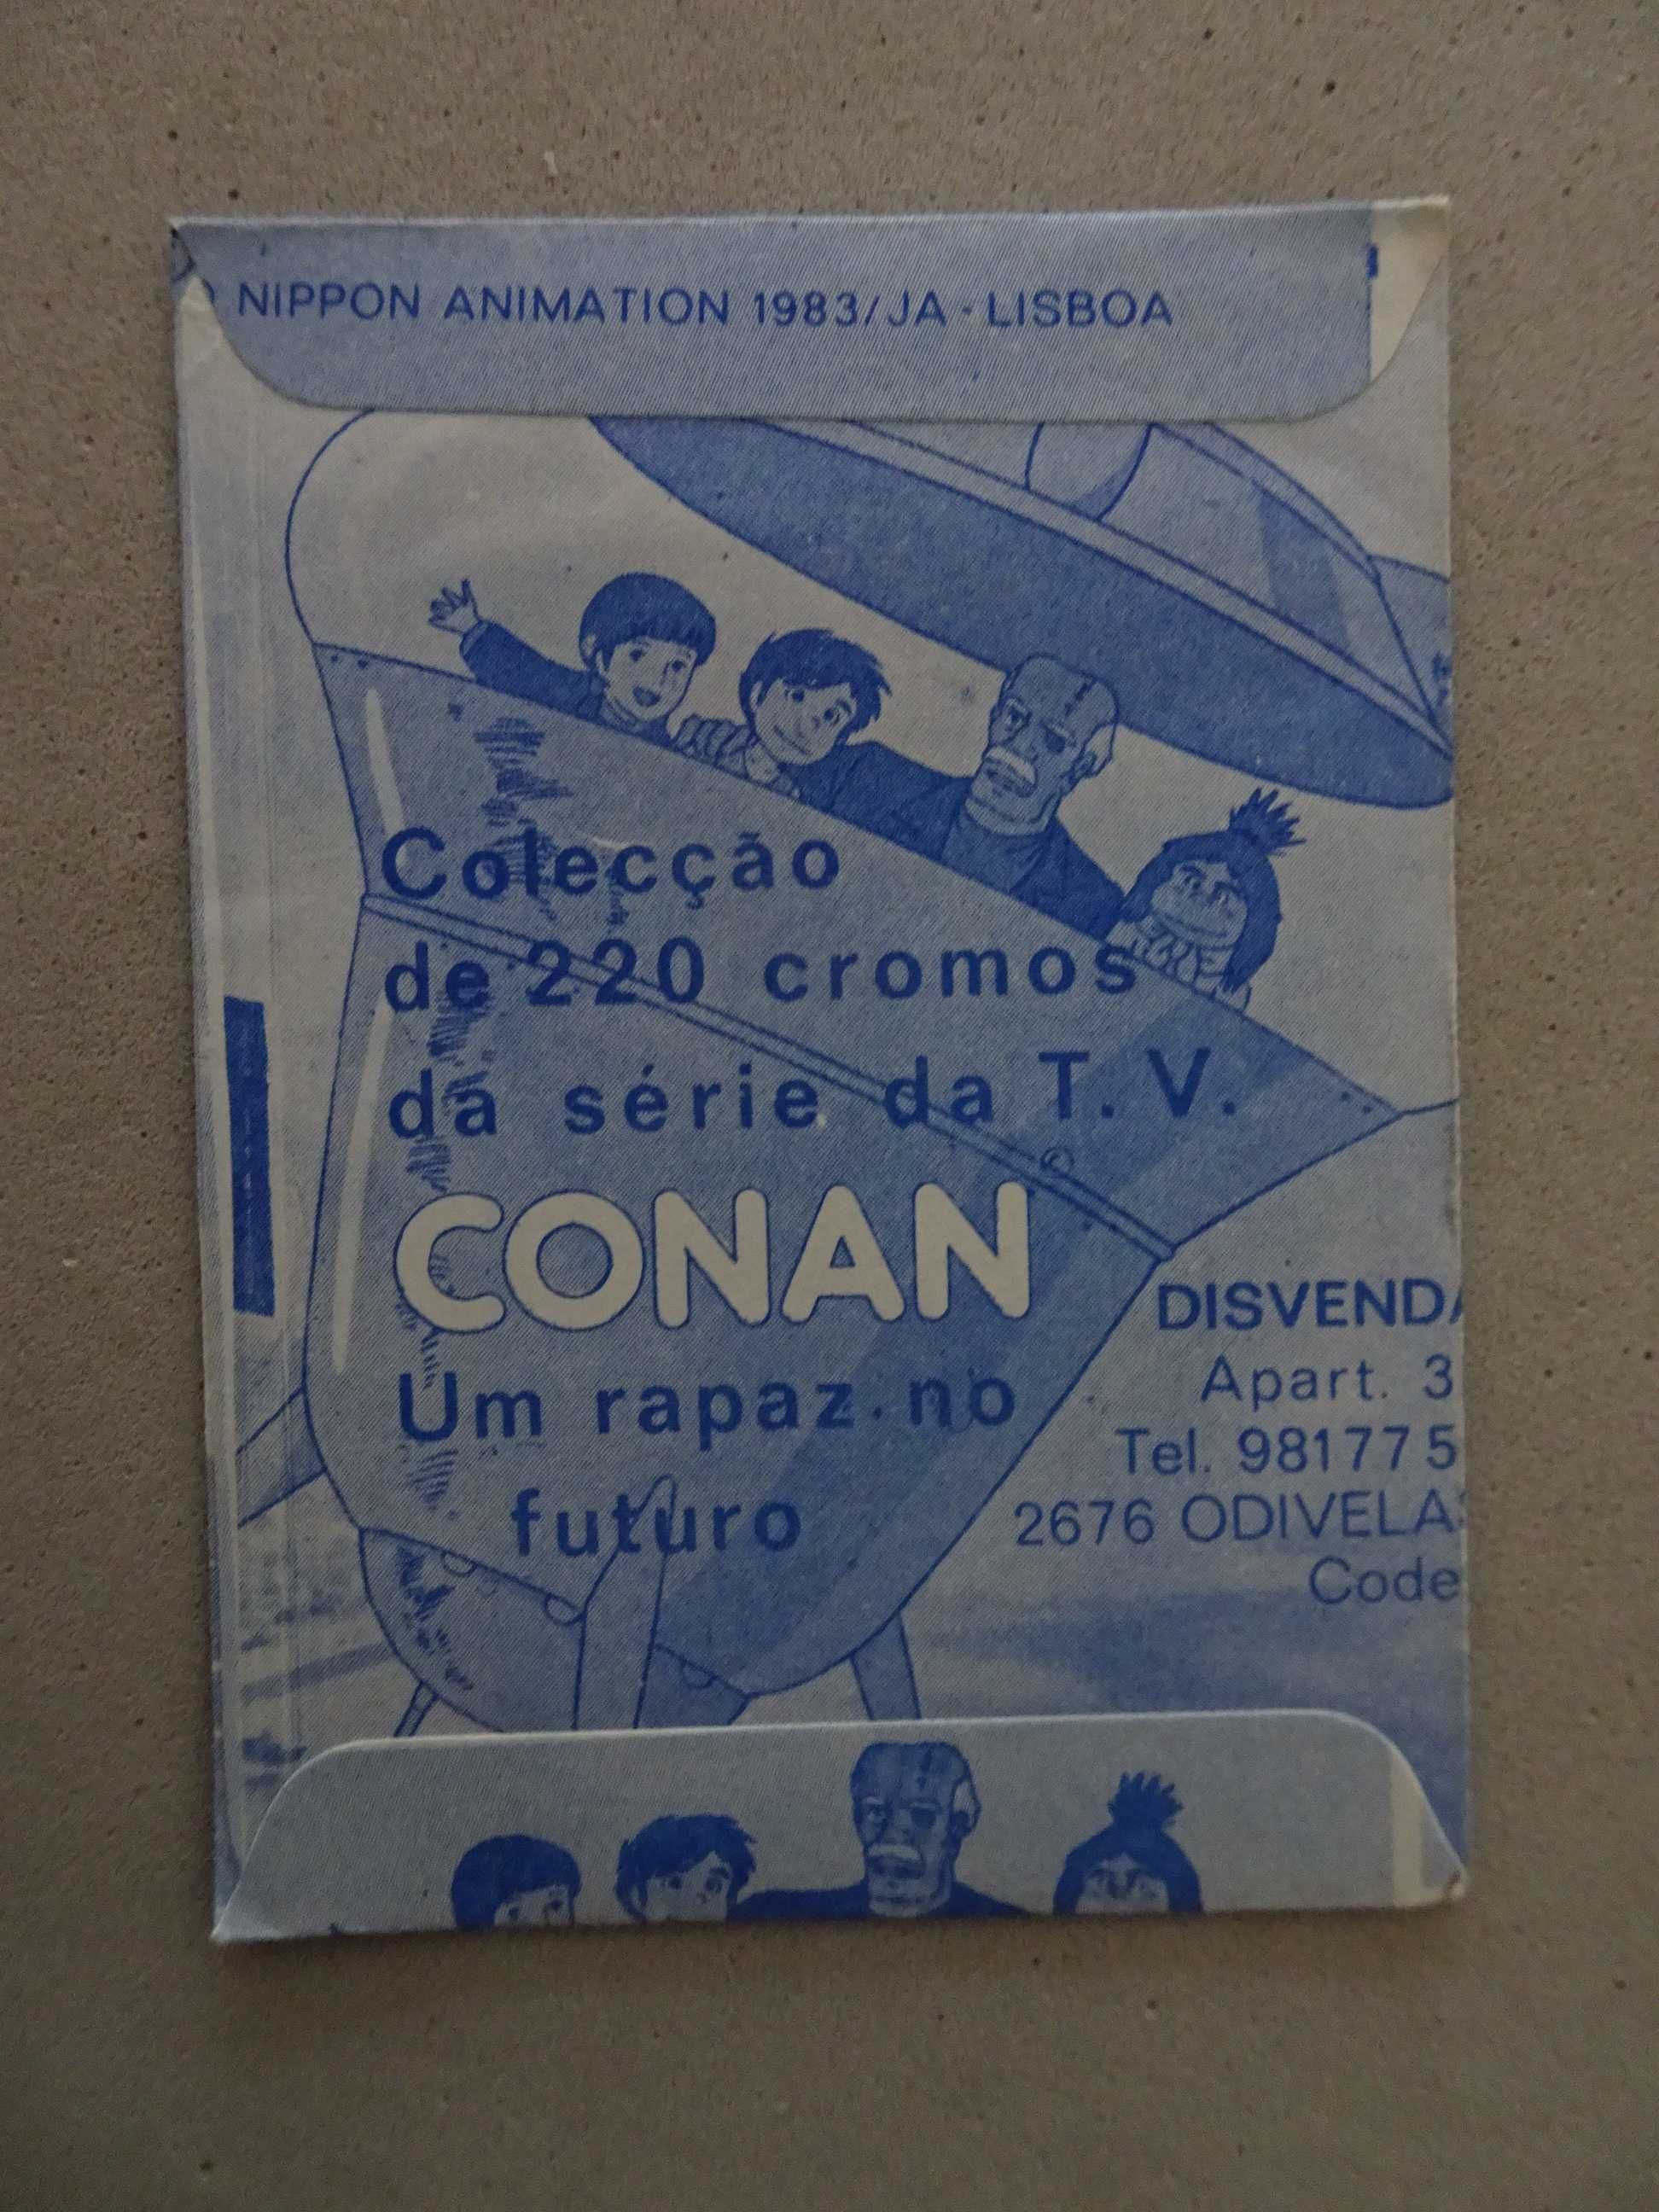 NIPPON ANIMATION 1983/JA - LISBOA
Colecção
de 220 cromos
da série da T. V.
CONAN
Um rapaz no
futuro
DISVENDA
Apart. 3
Tel. 981775
2676 ODIVELAS
Code